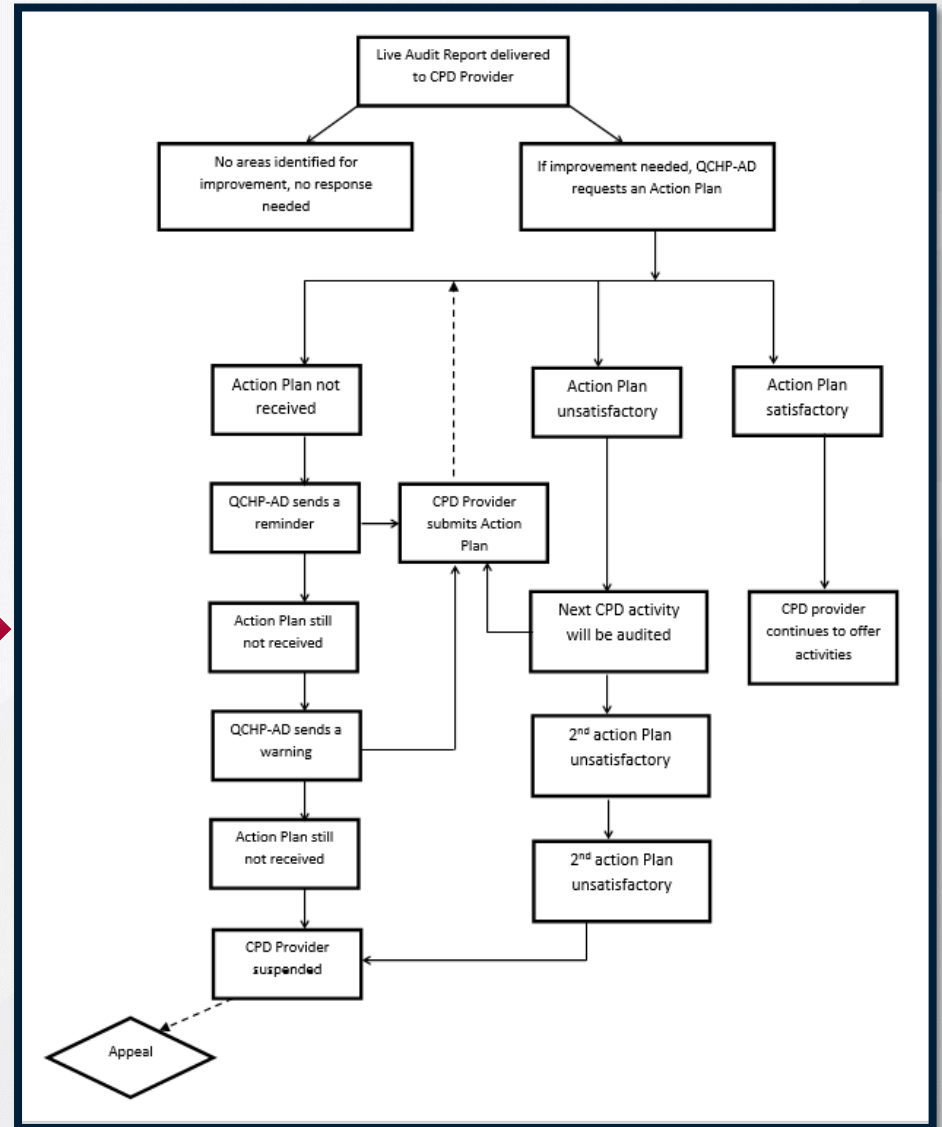 Live Audit Report delivered
to CPD Provider
No areas identified for
improvement, no response
needed
If improvement needed, QCHP-AD
requests an Action Plan
Action Plan not
received
Action Plan
unsatisfactory
Action Plan
satisfactory
QCHP-AD sends a
reminder
CPD Provider
submits Action
Plan
Action Plan still
not received
Next CPD activity
will be audited
CPD provider
continues to offer
activities
QCHP-AD sends a
warning
2nd action Plan
unsatisfactory
Action Plan still
not received
2nd action Plan
unsatisfactory
CPD Provider
suspended
Appeal